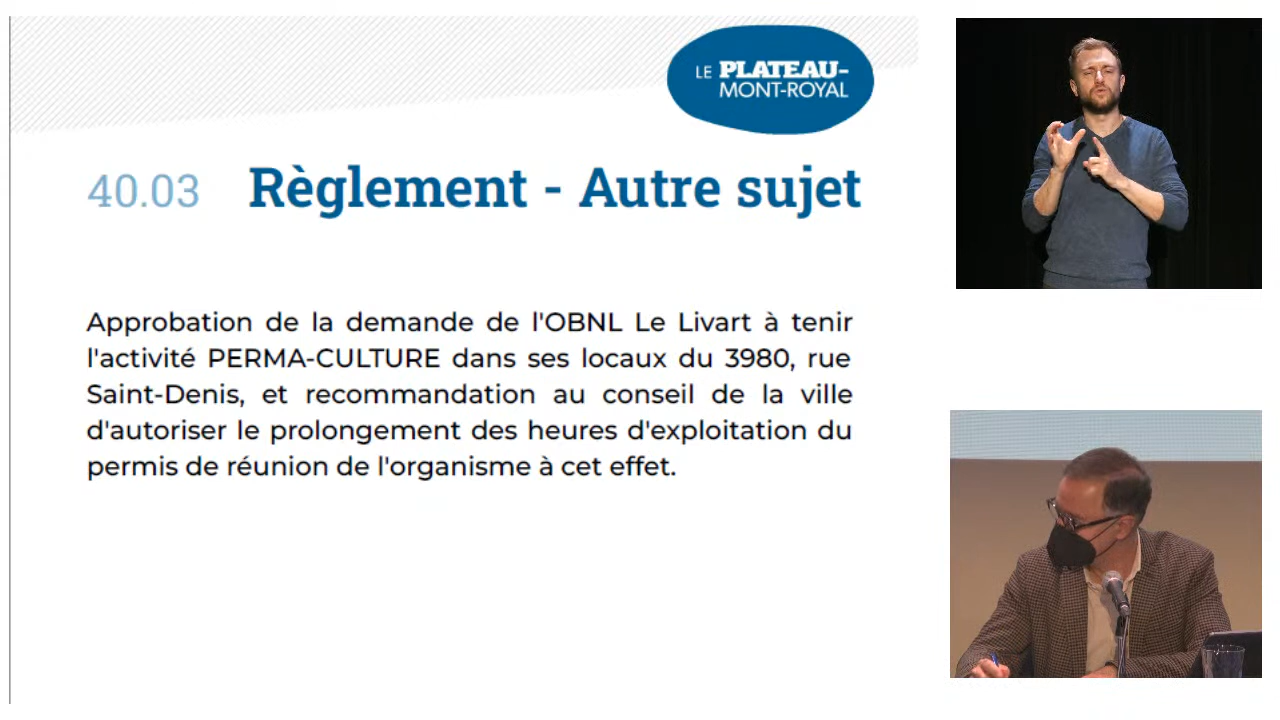 LE PLATEAU-
MONT-ROYAL
40.03 Règlement - Autre sujet
Approbation de la demande de l'OBNL Le Livart à tenir
l'activité PERMA-CULTURE dans ses locaux du 3980, rue
Saint-Denis, et recommandation au conseil de la ville
d'autoriser le prolongement des heures d'exploitation du
permis de réunion de l'organisme à cet effet.